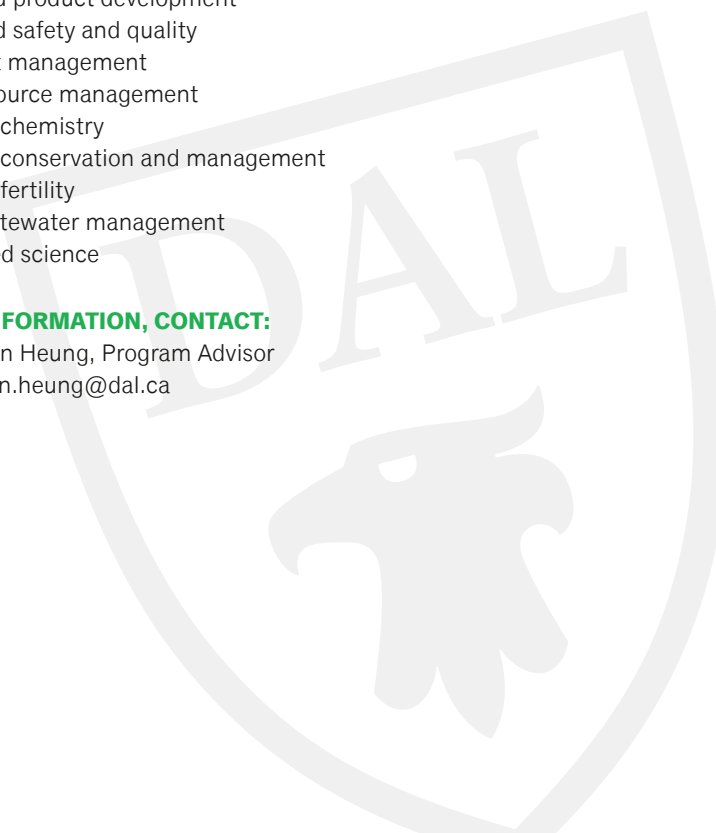 product development
safety and quality
management
ource management
chemistry
conservation and management
fertility
tewater management
d science
FORMATION, CONTACT:
n Heung, Program Advisor
n.heung@dal.ca
DAL